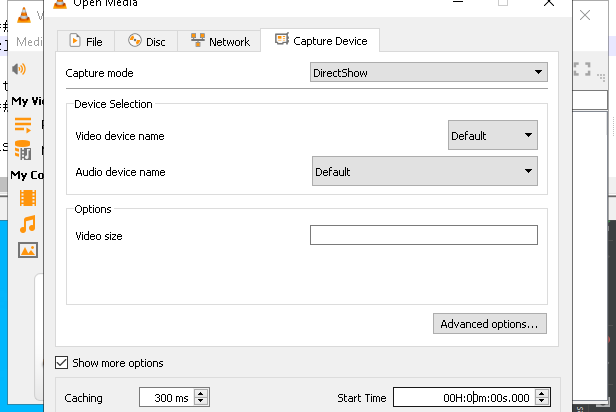 Open Media
Medi
File
Disc
Network
Capture Device
Capture mode
DirectShow
My Vi
Device Selection
Video device name
Default
Audio device name
Default
My Co
Options
Video size
Advanced options...
Show more options
Caching
300 ms
Start Time
00H:00m:00s.000